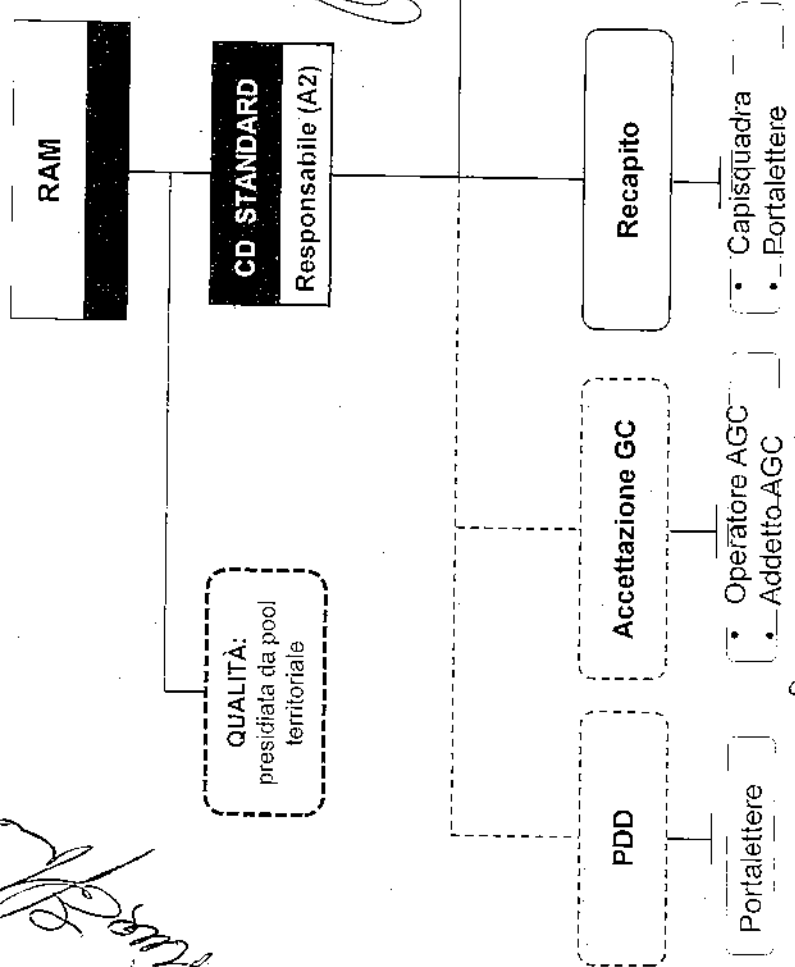 RAM
CD STANDARD
Responsabile (A2)
QUALITÀ:
presidiata da pool
territoriale
PDD
Accettazione GC
Recapito
Portalettere
• Operatore AGC
• Addetto AGC
• Capisquadra
• Portalettere